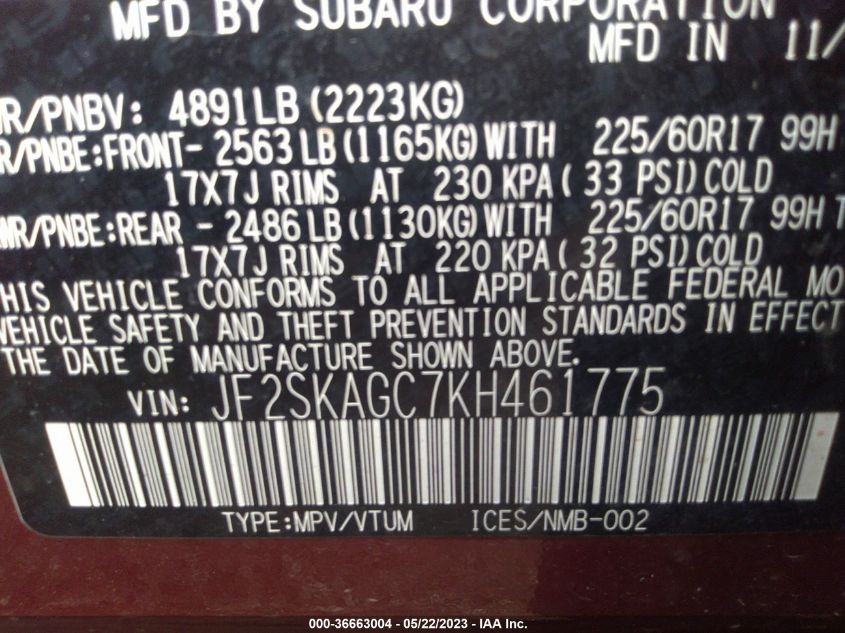 MFD BY SUBARU CORPORATION
MFD IN 11/
R/PNBV: 4891LB (2223KG)
R/PNBE:FRONT- 2563 LB (1165KG) WITH 225/60R17 99H
17X7J RIMS AT 230 KPA ( 33 PSI) COLD
WR/PNBE:REAR - 2486 LB (1130KG) WITH 225/60R17 99H T
17X7J RIMS AT 220 KPA ( 32 PSI) COLD
HIS VEHICLE CONFORMS TO ALL APPLICABLE FEDERAL MO
VEHICLE SAFETY AND THEFT PREVENTION STANDARDS IN EFFECT
THE DATE OF MANUFACTURE SHOWN ABOVE.
VIN: JF2SKAGC7KH461775
TYPE:MPV/VTUM ICES/NMB-002
000-36663004 — 05/22/2023 — IAA Inc.